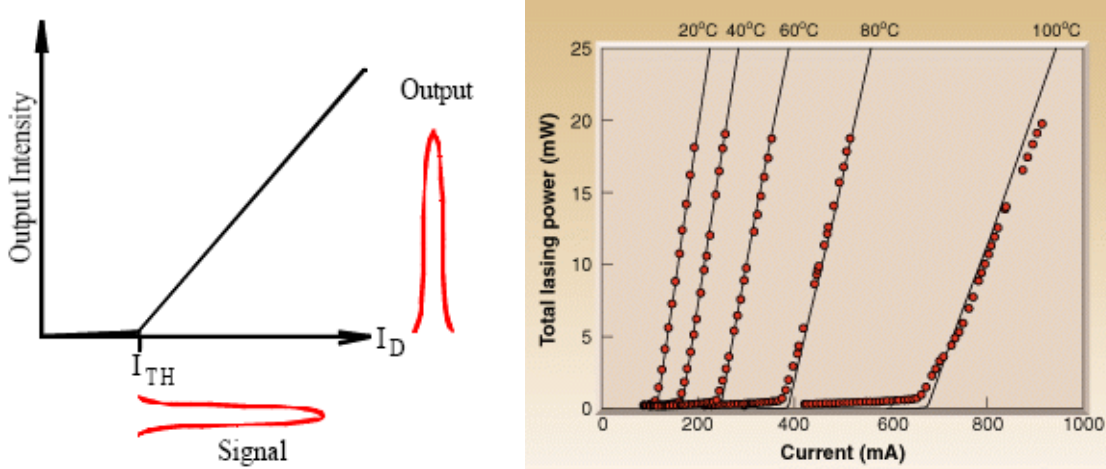 Output Intensity
Output
I_D
I_TH
Signal
20°C 40°C 60°C 80°C 100°C
Total lasing power (mW)
25
20
15
10
5
0
0 200 400 600 800 1000
Current (mA)